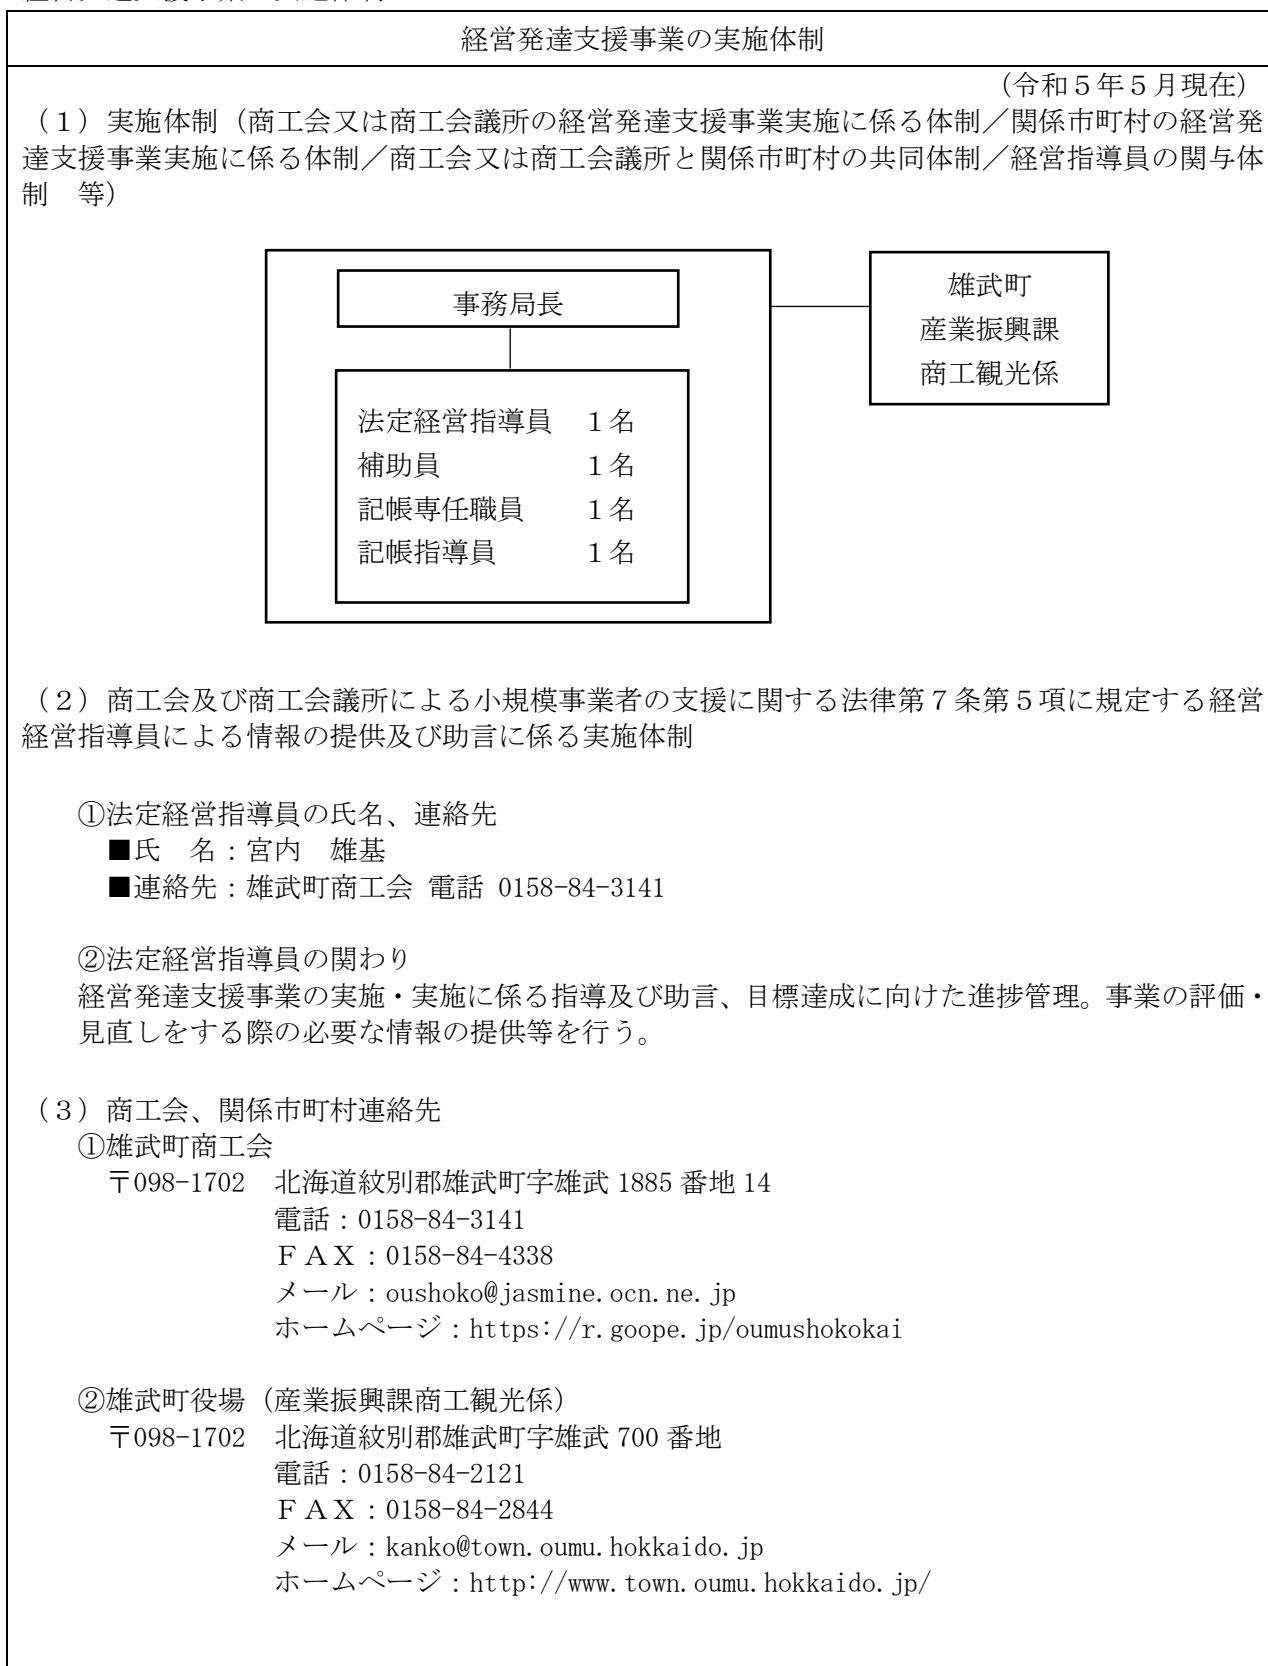 経営発達支援事業の実施体制
(令和５年５月現在)
（１）実施体制（商工会又は商工会議所の経営発達支援事業実施に係る体制／関係市町村の経営発
達支援事業実施に係る体制／商工会又は商工会議所と関係市町村の共同体制／経営指導員の関与体
制　等）
事務局長
雄武町
産業振興課
商工観光係
法定経営指導員　１名
補助員　１名
記帳専任職員　１名
記帳指導員　１名
（２）商工会及び商工会議所による小規模事業者の支援に関する法律第７条第５項に規定する経営
経営指導員による情報の提供及び助言に係る実施体制
①法定経営指導員の氏名、連絡先
■氏　名：宮内　雄基
■連絡先：雄武町商工会 電話 0158-84-3141
②法定経営指導員の関わり
経営発達支援事業の実施・実施に係る指導及び助言、目標達成に向けた進捗管理。事業の評価・
見直しをする際の必要な情報の提供等を行う。
（３）商工会、関係市町村連絡先
①雄武町商工会
〒098-1702　北海道紋別郡雄武町字雄武 1885 番地 14
電話：0158-84-3141
ＦＡＸ：0158-84-4338
メール：oushoko@jasmine.ocn.ne.jp
ホームページ：https://r.goope.jp/oumushokokai
②雄武町役場（産業振興課商工観光係）
〒098-1702　北海道紋別郡雄武町字雄武 700 番地
電話：0158-84-2121
ＦＡＸ：0158-84-2844
メール：kanko@town.oumu.hokkaido.jp
ホームページ：http://www.town.oumu.hokkaido.jp/